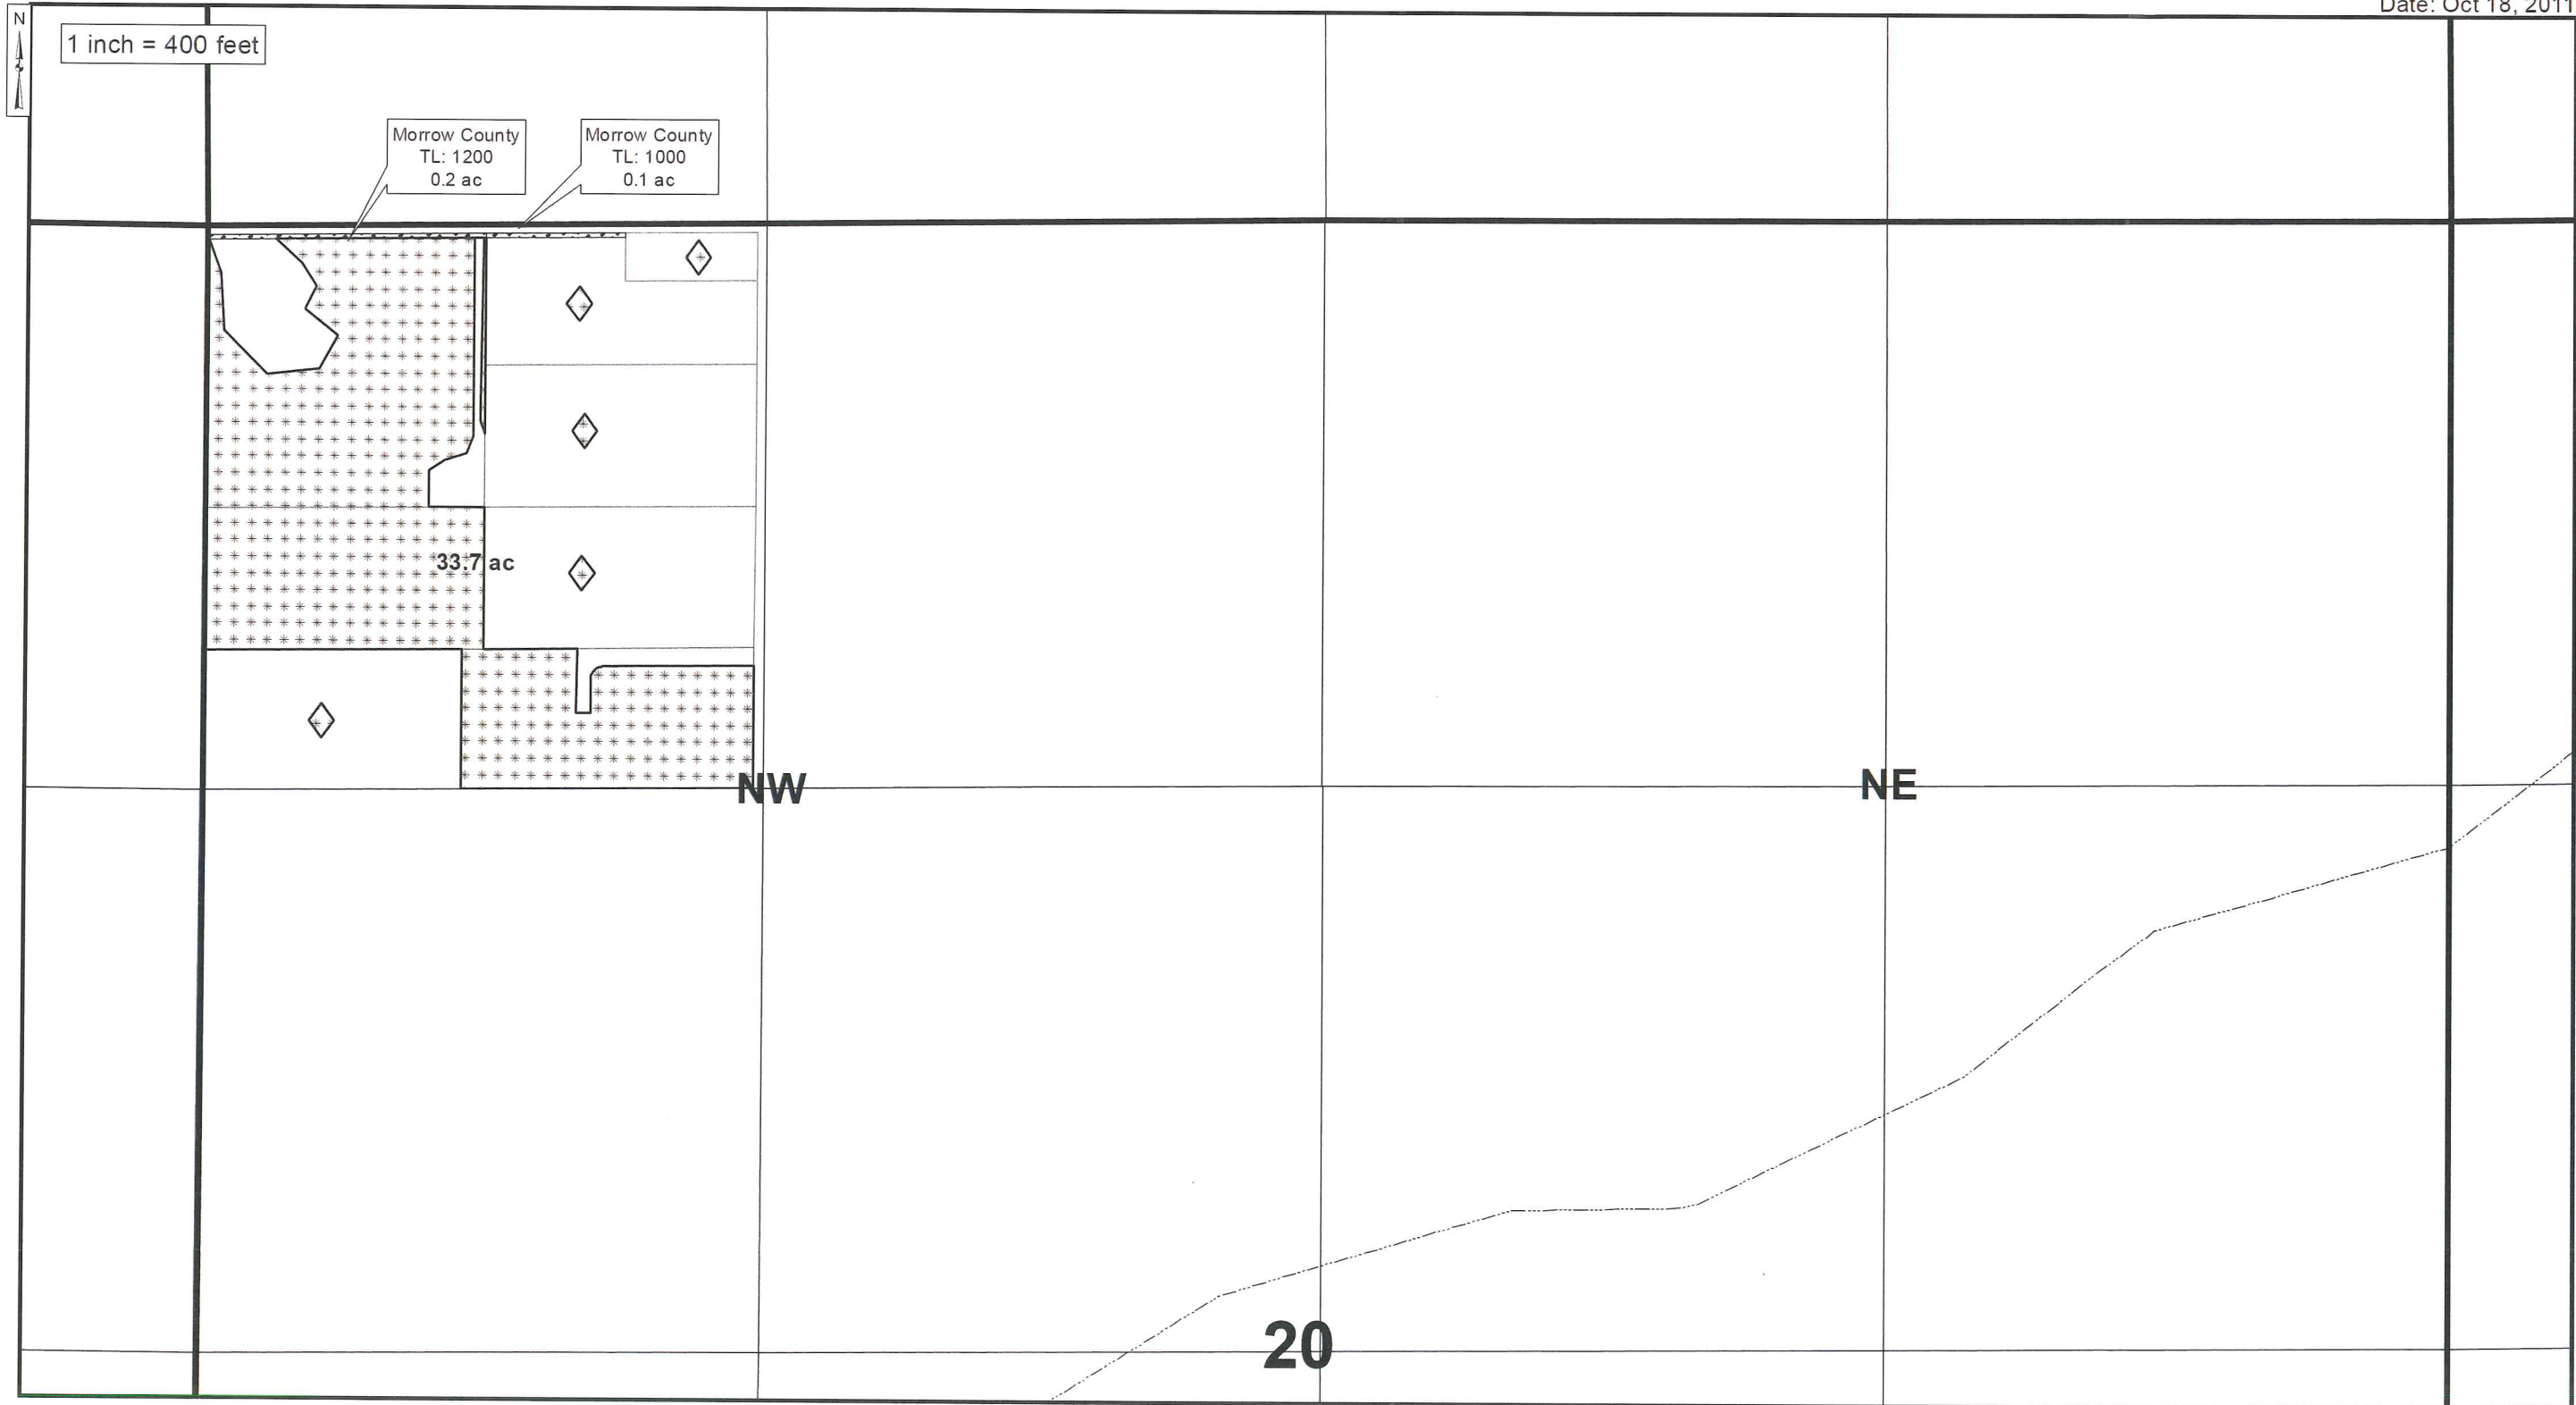 Date: Oct 18, 2011
N
1 inch = 400 feet
Morrow County
TL: 1200
0.2 ac
Morrow County
TL: 1000
0.1 ac
33.7 ac
NW
NE
20